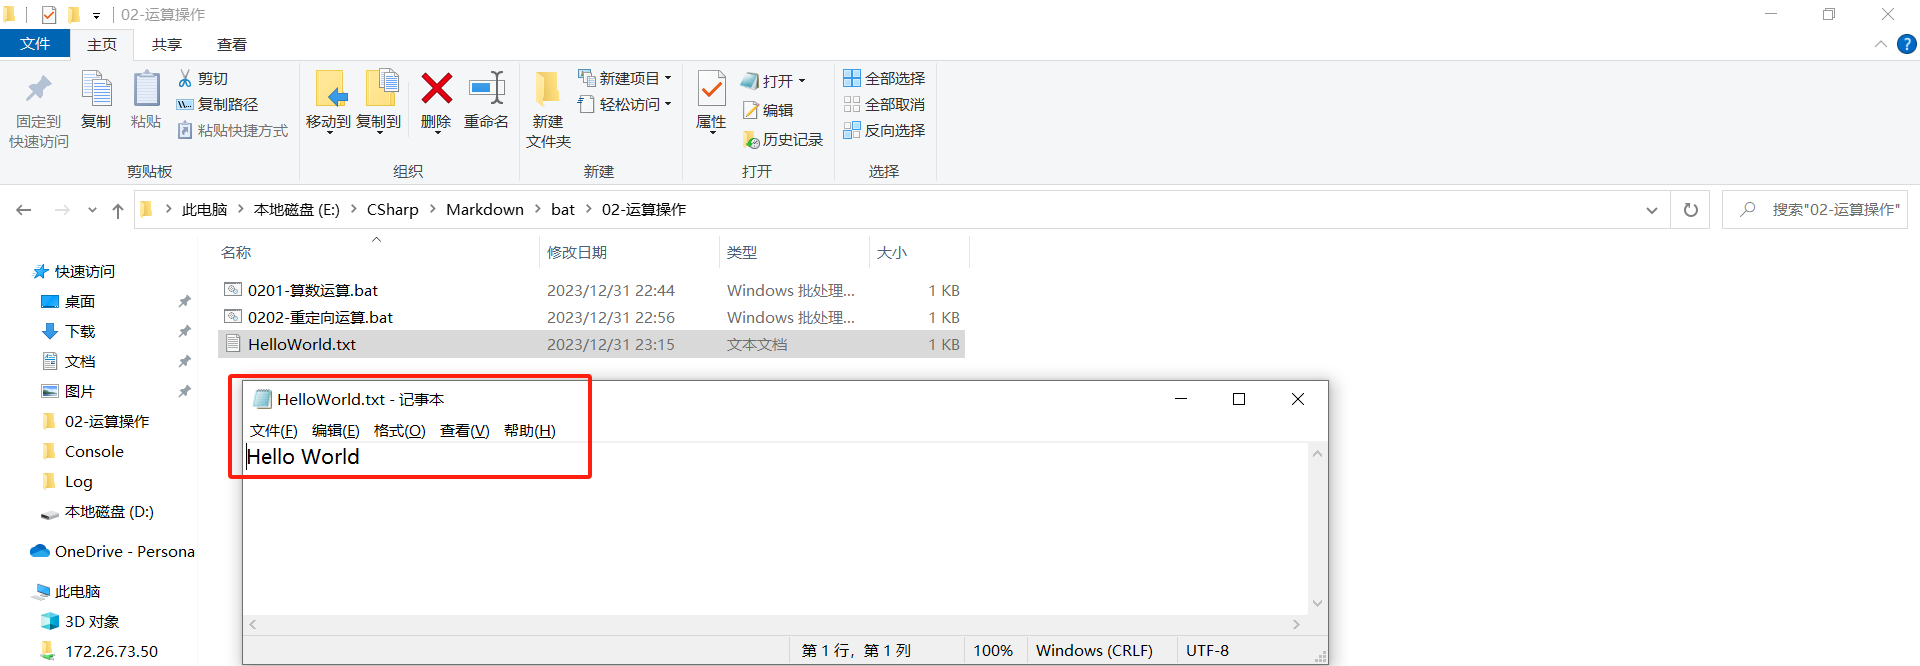 02-运算操作
文件 主页 共享 查看
固定到
快速访问
复制
粘贴
剪切
复制路径
粘贴快捷方式
剪贴板
移动到
复制到
删除
重命名
组织
新建
文件夹
新建项目
轻松访问
新建
属性
打开
编辑
历史记录
打开
全部选择
全部取消
反向选择
选择
此电脑 > 本地磁盘 (E:) > CSharp > Markdown > bat > 02-运算操作
搜索"02-运算操作"
名称 修改日期 类型 大小
0201-算数运算.bat 2023/12/31 22:44 Windows 批处理... 1 KB
0202-重定向运算.bat 2023/12/31 22:56 Windows 批处理... 1 KB
HelloWorld.txt 2023/12/31 23:15 文本文档 1 KB
快速访问
桌面
下载
文档
图片
02-运算操作
Console
Log
本地磁盘 (D:)
OneDrive - Persona
此电脑
3D 对象
172.26.73.50
HelloWorld.txt - 记事本
文件(F) 编辑(E) 格式(O) 查看(V) 帮助(H)
Hello World
第 1 行，第 1 列 100% Windows (CRLF) UTF-8